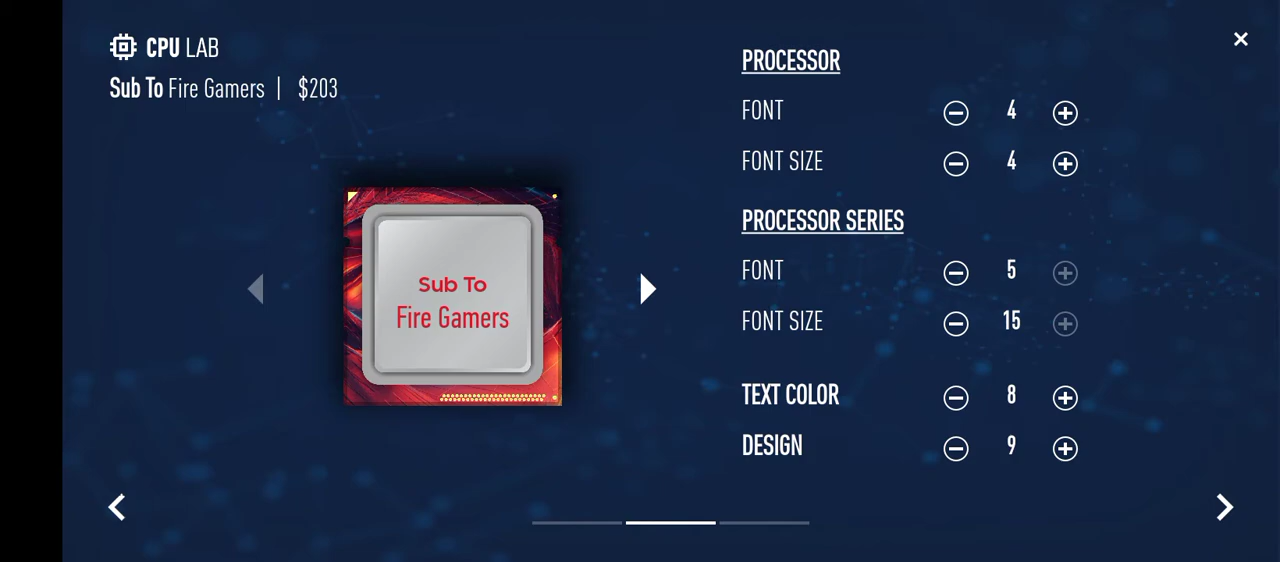 CPU LAB
Sub To Fire Gamers | $203
Sub To
Fire Gamers
PROCESSOR
FONT 4
FONT SIZE 4
PROCESSOR SERIES
FONT 5
FONT SIZE 15
TEXT COLOR 8
DESIGN 9